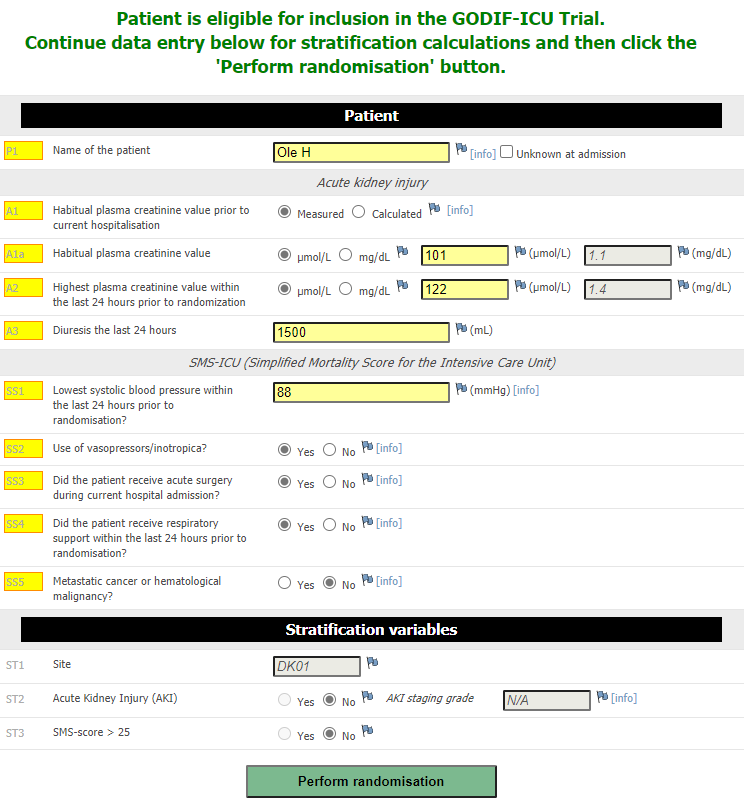 Patient is eligible for inclusion in the GODIF-ICU Trial.
Continue data entry below for stratification calculations and then click the
'Perform randomisation' button.
Patient
P1 Name of the patient Ole H [info] Unknown at admission
Acute kidney injury
A1 Habitual plasma creatinine value prior to Measured Calculated [info]
current hospitalisation
A1a Habitual plasma creatinine value µmol/L mg/dL 101 (µmol/L) 1.1 (mg/dL)
A2 Highest plasma creatinine value within µmol/L mg/dL 122 (µmol/L) 1.4 (mg/dL)
the last 24 hours prior to randomization
A3 Diuresis the last 24 hours 1500 (mL)
SMS-ICU (Simplified Mortality Score for the Intensive Care Unit)
SS1 Lowest systolic blood pressure within 88 (mmHg) [info]
the last 24 hours prior to
randomisation?
SS2 Use of vasopressors/inotropica? Yes No [info]
SS3 Did the patient receive acute surgery Yes No [info]
during current hospital admission?
SS4 Did the patient receive respiratory Yes No [info]
support within the last 24 hours prior to
randomisation?
SS5 Metastatic cancer or hematological Yes No [info]
malignancy?
Stratification variables
ST1 Site DK01
ST2 Acute Kidney Injury (AKI) Yes No AKI staging grade N/A [info]
ST3 SMS-score > 25 Yes No
Perform randomisation